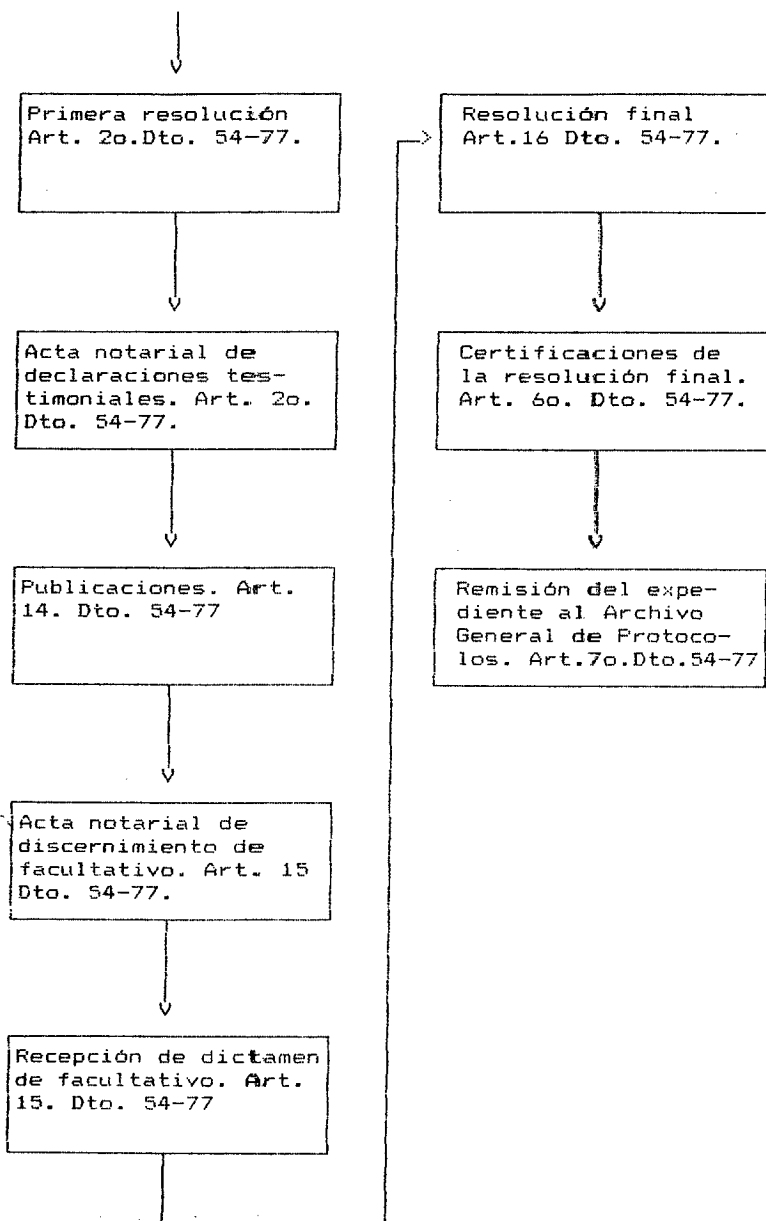 Primera resolución
Art. 2o.Dto. 54-77.
Acta notarial de
declaraciones tes-
timoniales. Art. 2o.
Dto. 54-77.
Publicaciones. Art.
14. Dto. 54-77
Acta notarial de
discernimiento de
facultativo. Art. 15
Dto. 54-77.
Recepción de dictamen
de facultativo. Art.
15. Dto. 54-77
Resolución final
Art.16 Dto. 54-77.
Certificaciones de
la resolución final.
Art. 6o. Dto. 54-77.
Remisión del expe-
diente al Archivo
General de Protoco-
los. Art.7o.Dto.54-77